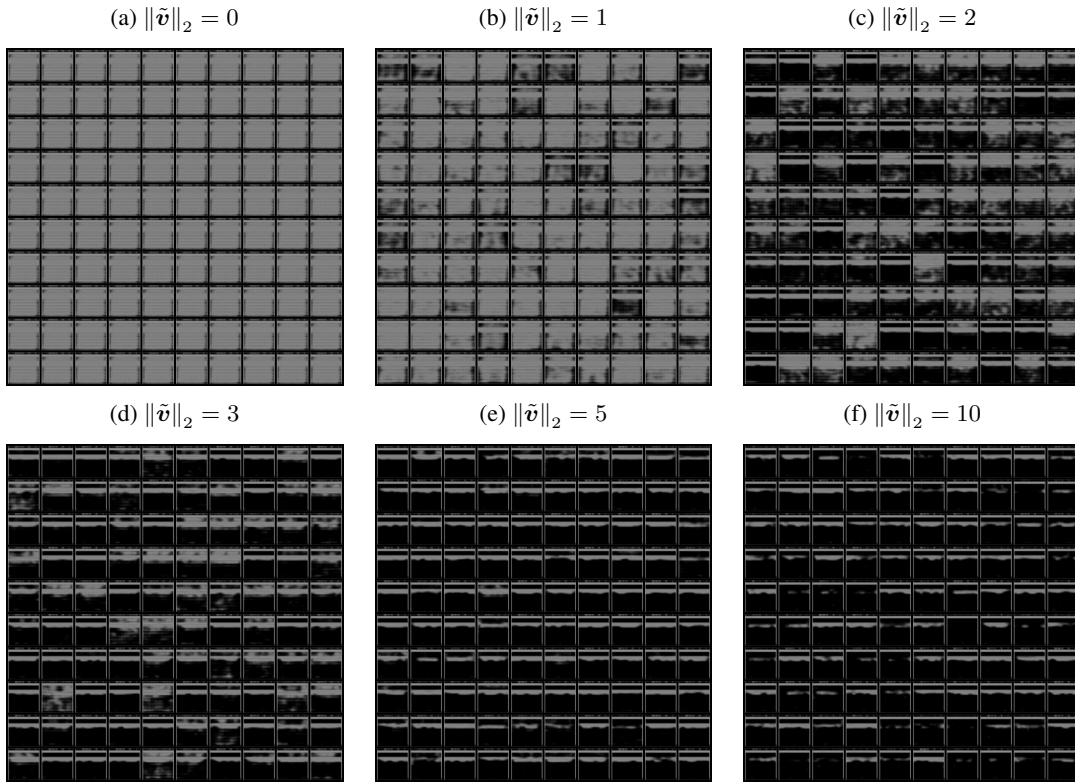 (a) ‖ṽ‖₂ = 0
(b) ‖ṽ‖₂ = 1
(c) ‖ṽ‖₂ = 2
(d) ‖ṽ‖₂ = 3
(e) ‖ṽ‖₂ = 5
(f) ‖ṽ‖₂ = 10